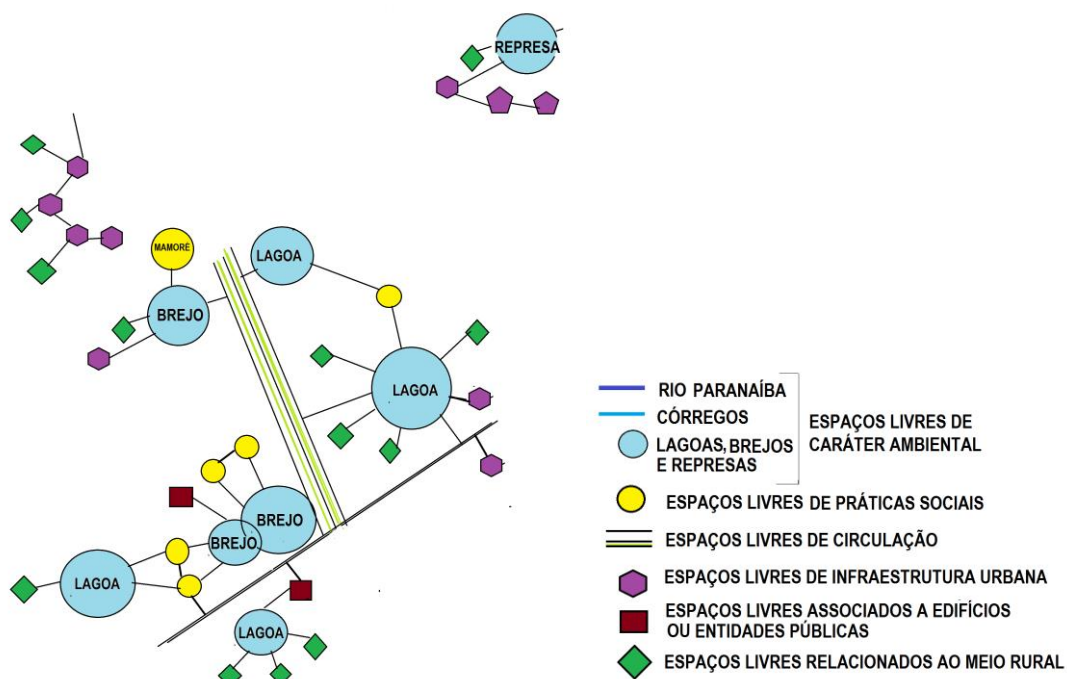 REPRESA
MAMORÉ
LAGOA
BREJO
LAGOA
BREJO
BREJO
LAGOA
LAGOA
RIO PARANAÍBA
CÓRREGOS
LAGOAS, BREJOS
E REPRESAS
ESPAÇOS LIVRES DE
CARÁTER AMBIENTAL
ESPAÇOS LIVRES DE PRÁTICAS SOCIAIS
ESPAÇOS LIVRES DE CIRCULAÇÃO
ESPAÇOS LIVRES DE INFRAESTRUTURA URBANA
ESPAÇOS LIVRES ASSOCIADOS A EDIFÍCIOS
OU ENTIDADES PÚBLICAS
ESPAÇOS LIVRES RELACIONADOS AO MEIO RURAL